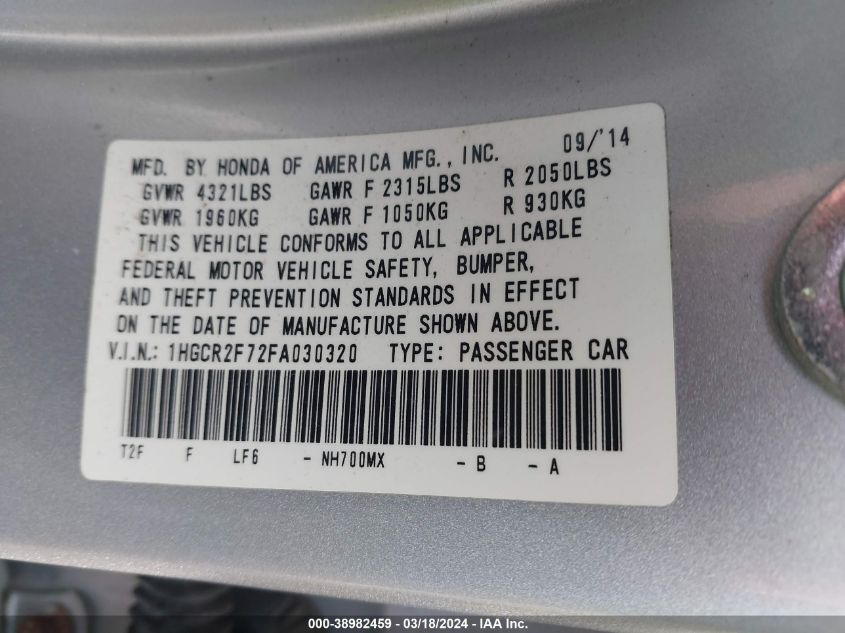 MFD. BY HONDA OF AMERICA MFG., INC. 09/'14
GVWR 4321LBS GAWR F 2315LBS R 2050LBS
GVWR 1960KG GAWR F 1050KG R 930KG
THIS VEHICLE CONFORMS TO ALL APPLICABLE
FEDERAL MOTOR VEHICLE SAFETY, BUMPER,
AND THEFT PREVENTION STANDARDS IN EFFECT
ON THE DATE OF MANUFACTURE SHOWN ABOVE.
V.I.N.: 1HGCR2F72FA030320 TYPE: PASSENGER CAR
T2F F LF6 - NH700MX - B - A
000-38982459 - 03/18/2024 - IAA Inc.